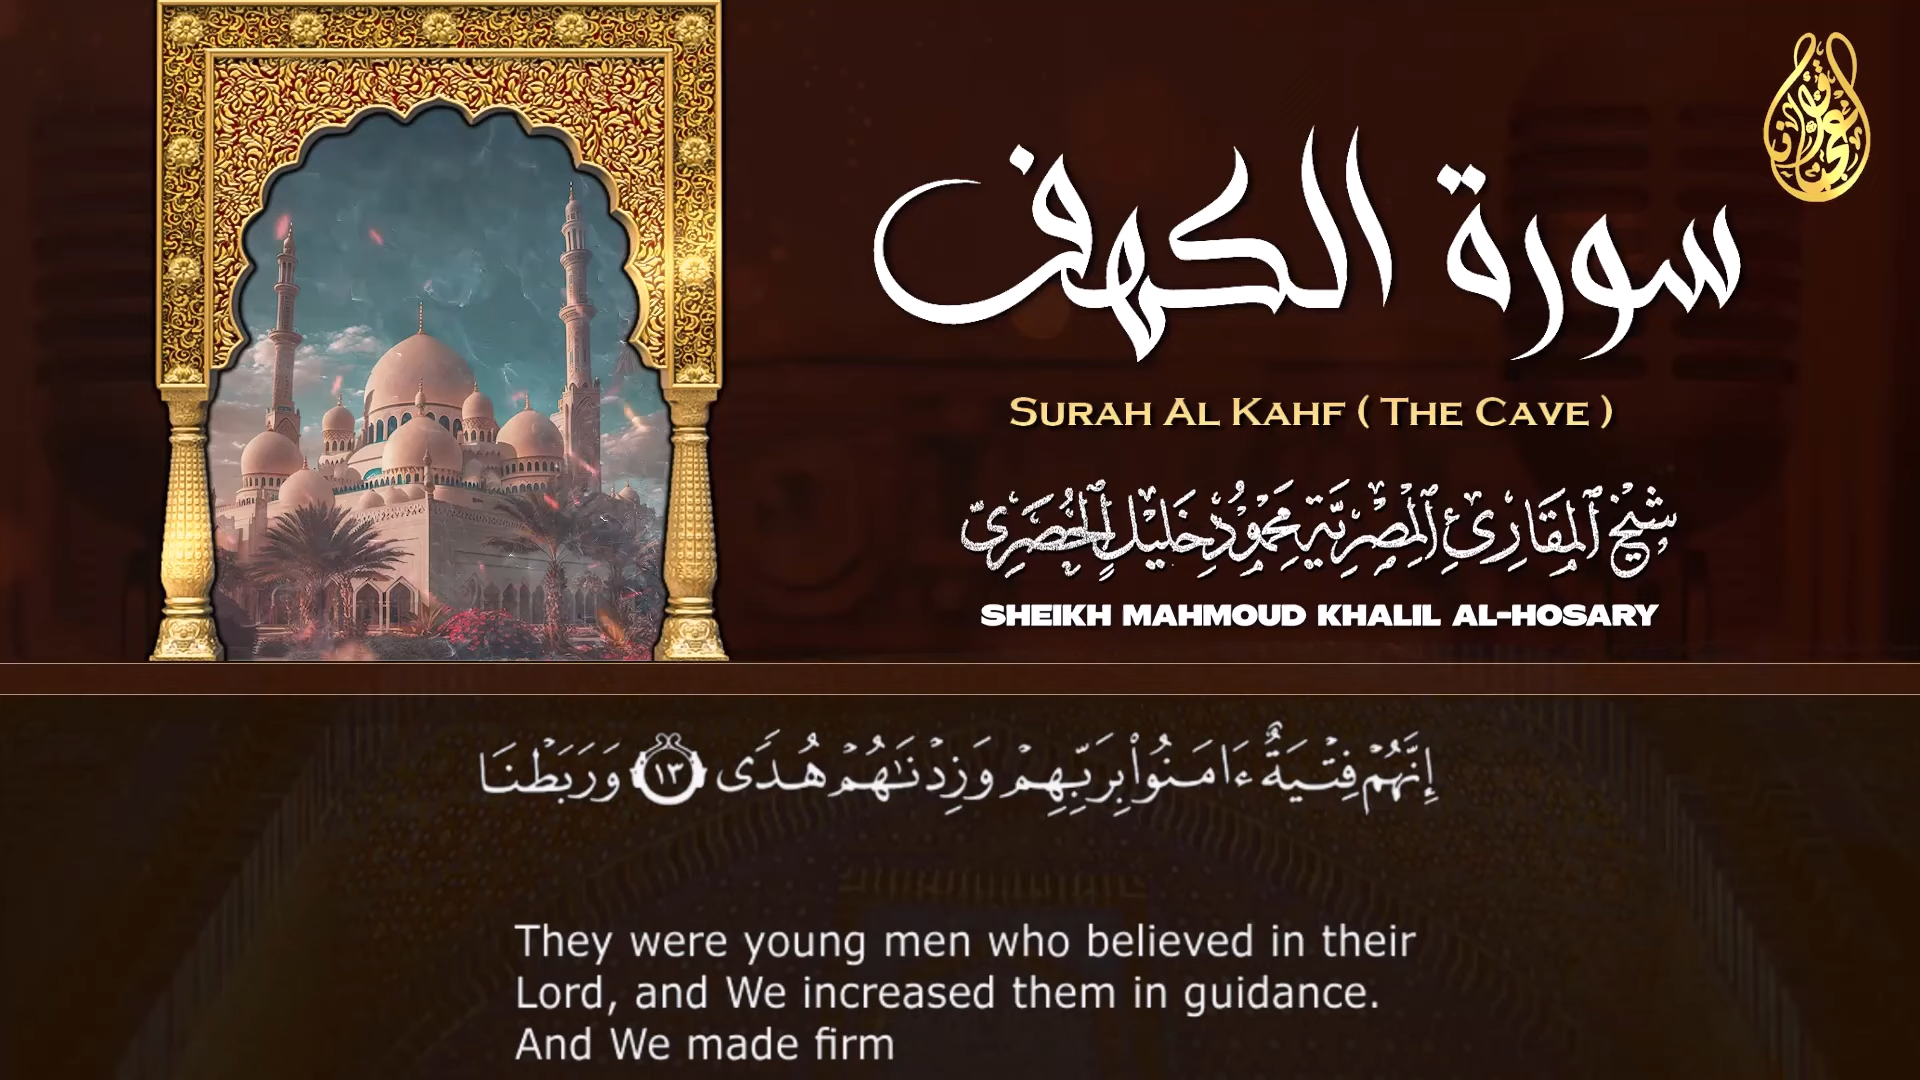 سورة الكهف
SURAH AL KAHF ( THE CAVE )
شيخ المقارئ المصرية محمود خليل الحصري
SHEIKH MAHMOUD KHALIL AL-HOSARY
إِنَّهُمْ فِتْيَةٌ ءَامَنُوا۟ بِرَبِّهِمْ وَزِدْنَـٰهُمْ هُدًى ١٣ وَرَبَطْنَا
They were young men who believed in their
Lord, and We increased them in guidance.
And We made firm